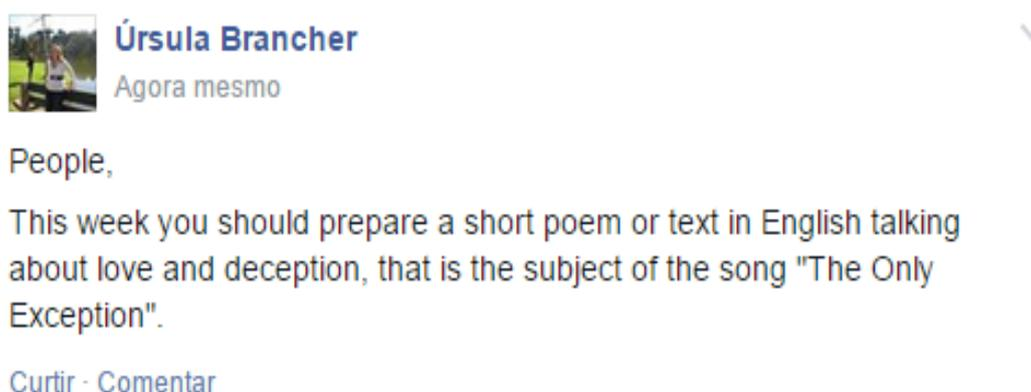 Úrsula Brancher
Agora mesmo
People,
This week you should prepare a short poem or text in English talking
about love and deception, that is the subject of the song "The Only
Exception".
Curtir · Comentar